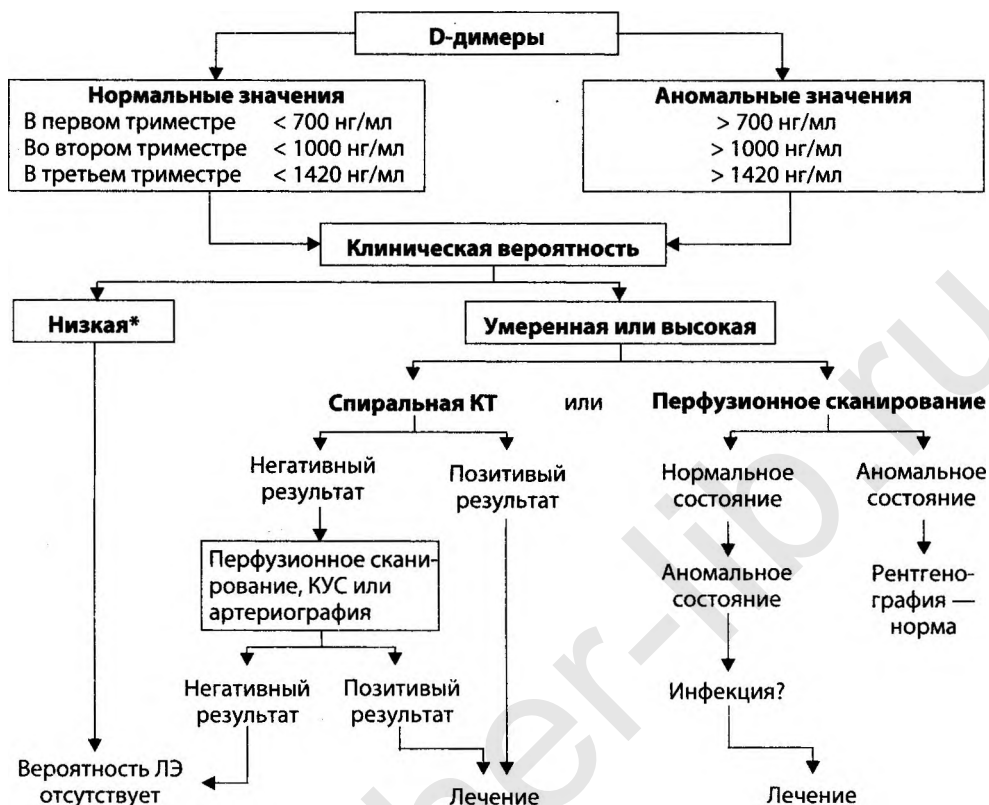 D-димеры
Нормальные значения
В первом триместре < 700 нг/мл
Во втором триместре < 1000 нг/мл
В третьем триместре < 1420 нг/мл
Аномальные значения
> 700 нг/мл
> 1000 нг/мл
> 1420 нг/мл
Клиническая вероятность
Низкая*
Умеренная или высокая
Спиральная КТ или Перфузионное сканирование
Негативный
результат
Позитивый
результат
Нормальное
состояние
Аномальное
состояние
Перфузионное скани-
рование, КУС или
артериография
Аномальное
состояние
Рентгено-
графия —
норма
Негативный
результат
Позитивый
результат
Инфекция?
Вероятность ЛЭ
отсутствует
Лечение
Лечение